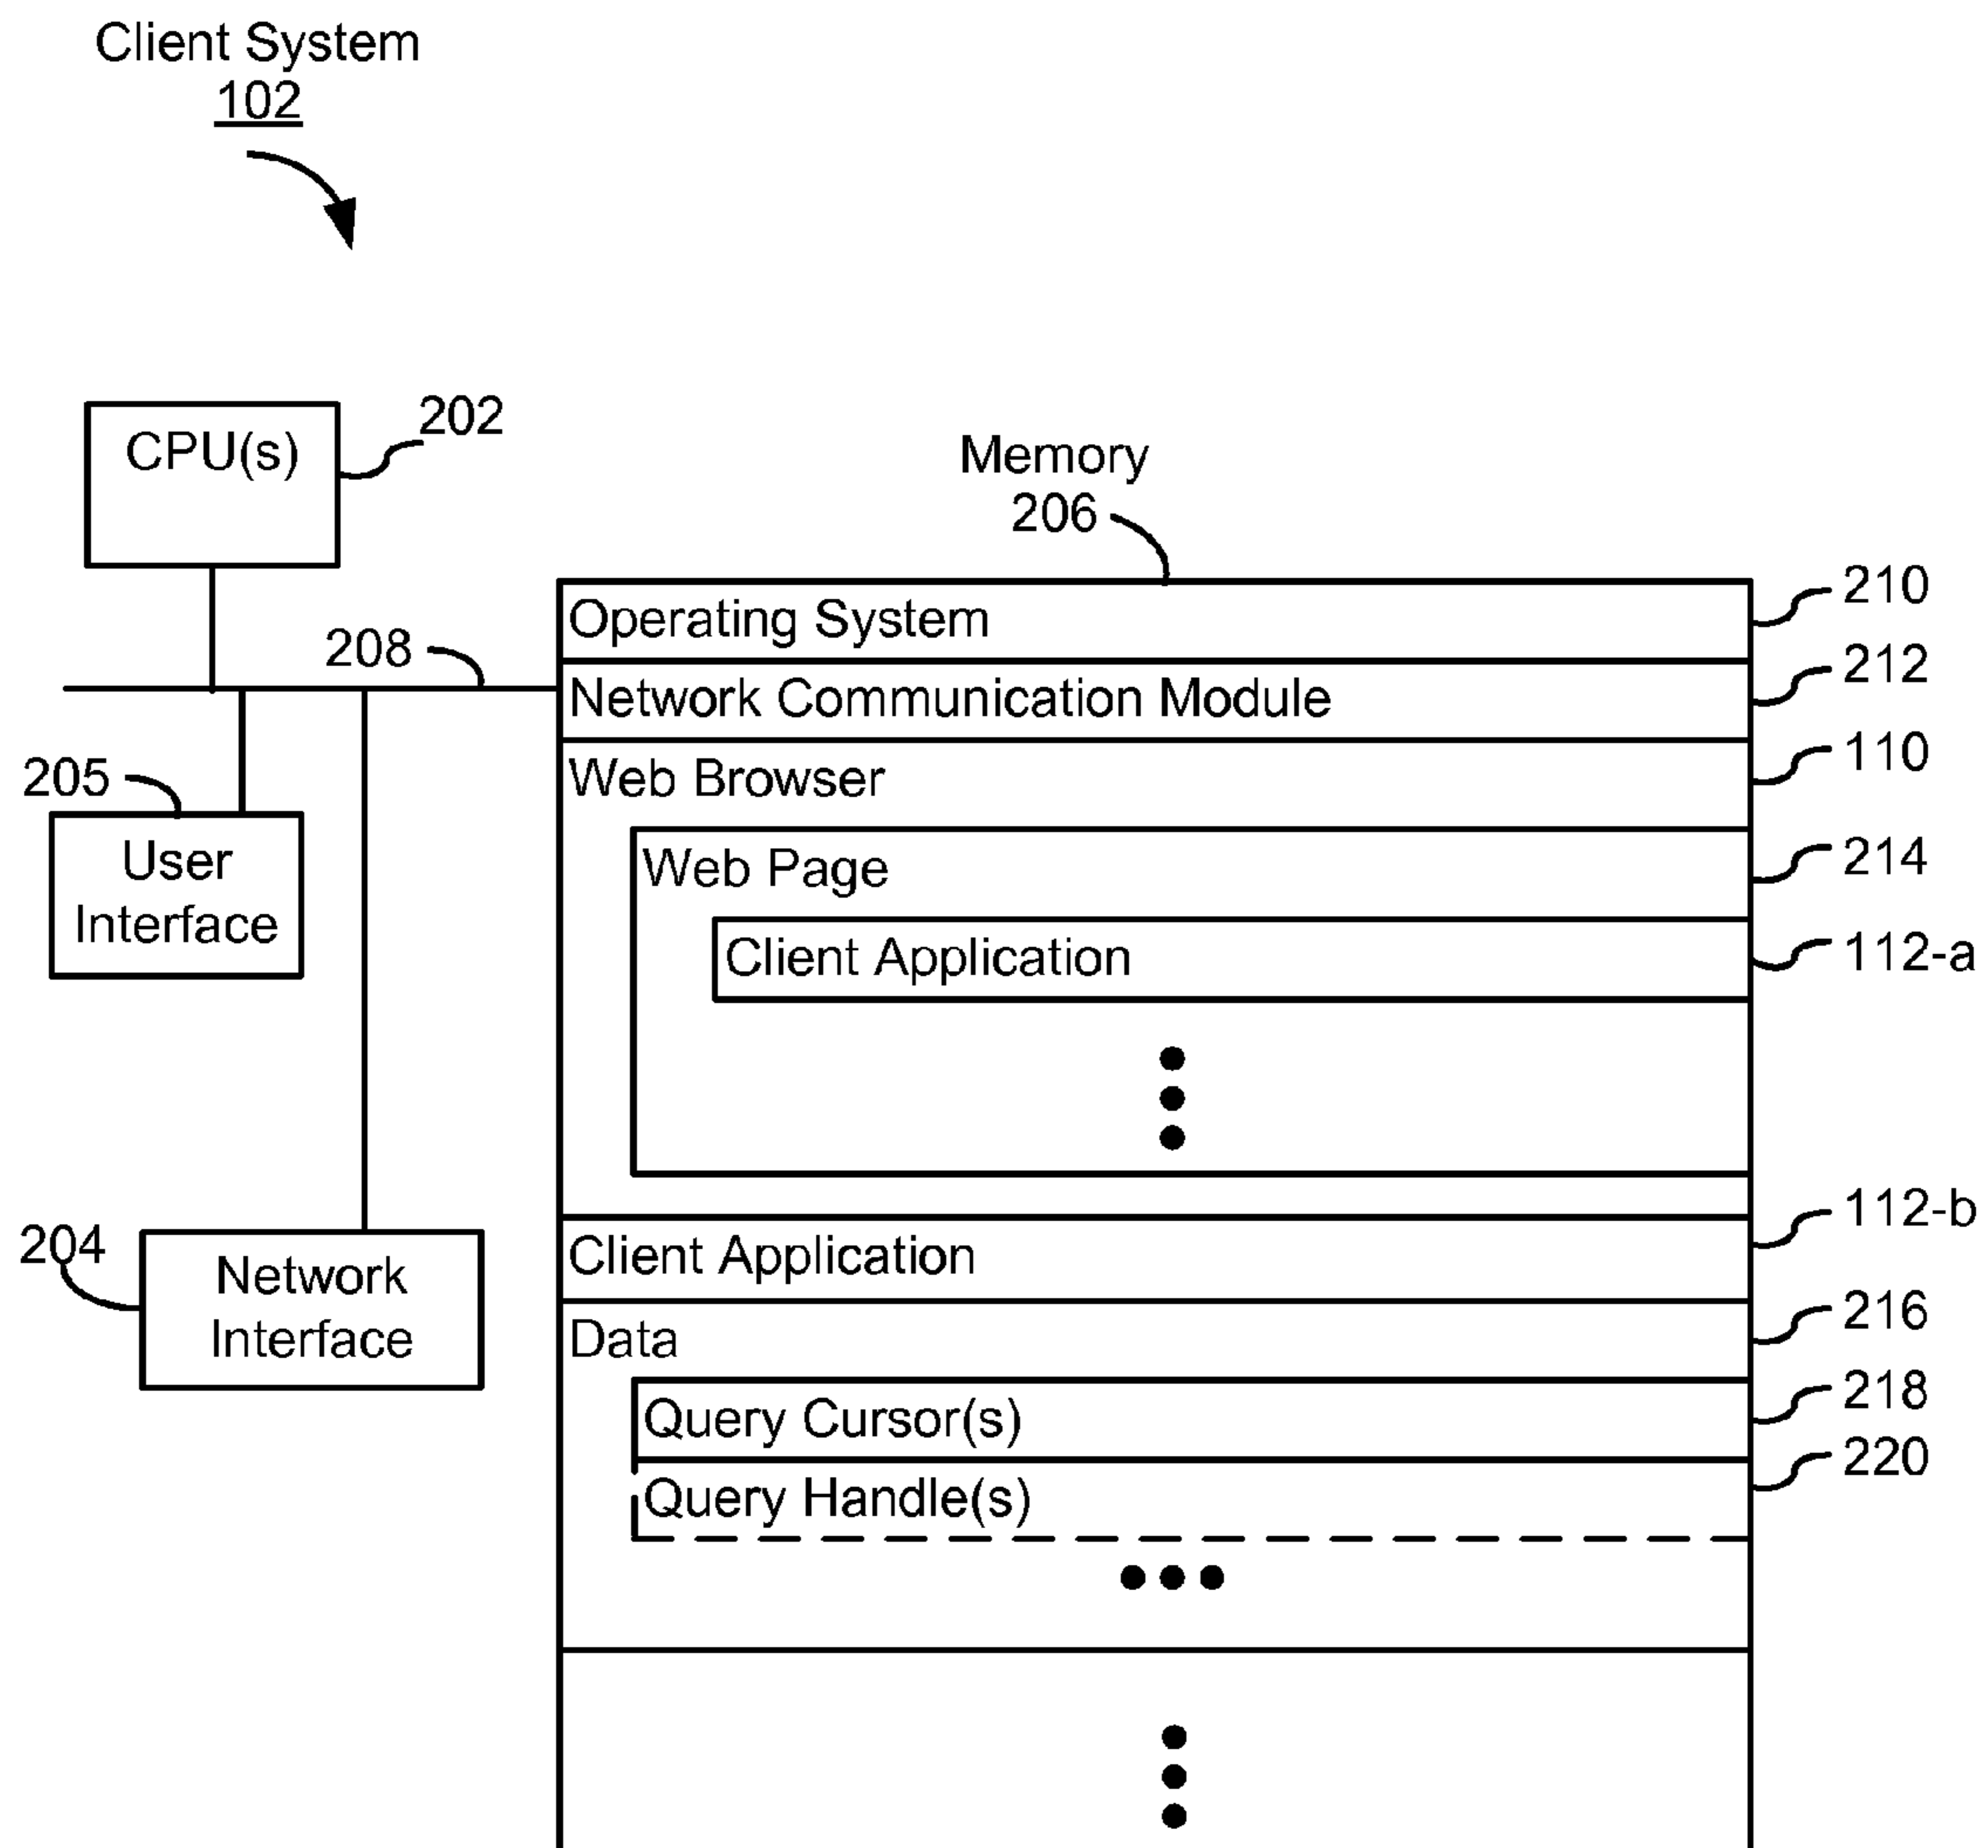 Client System
102
CPU(s)
202
Memory
206
Operating System
210
208
Network Communication Module
212
Web Browser
110
205
User
Interface
Web Page
214
Client Application
112-a
204
Network
Interface
Client Application
112-b
Data
216
Query Cursor(s)
218
Query Handle(s)
220